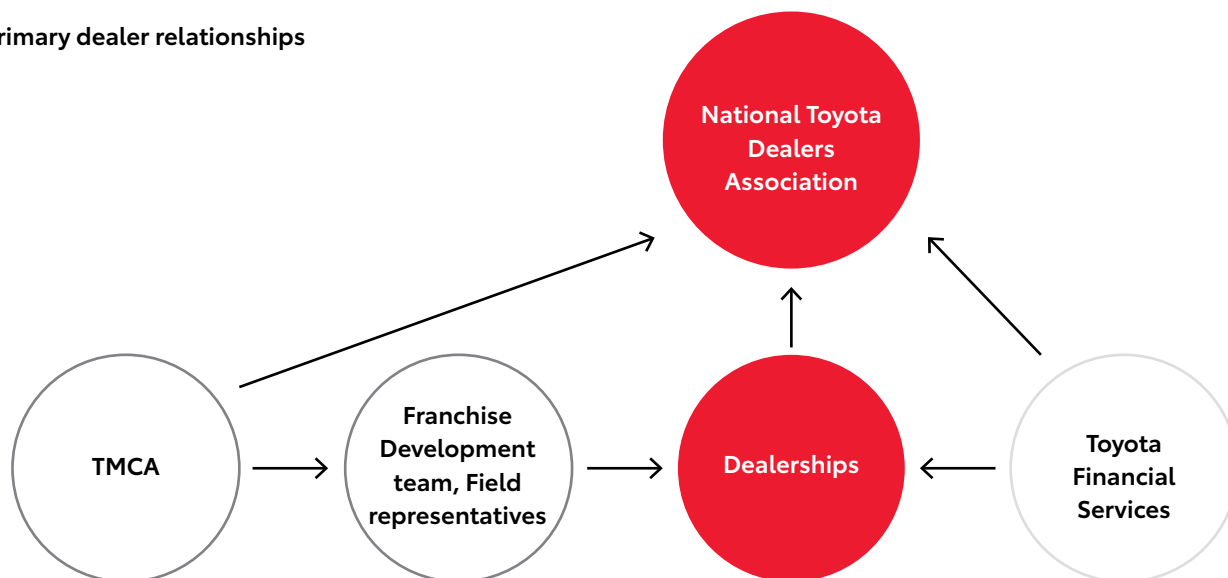 rimary dealer relationships
National Toyota
Dealers
Association
TMCA
Franchise
Development
team, Field
representatives
Dealerships
Toyota
Financial
Services